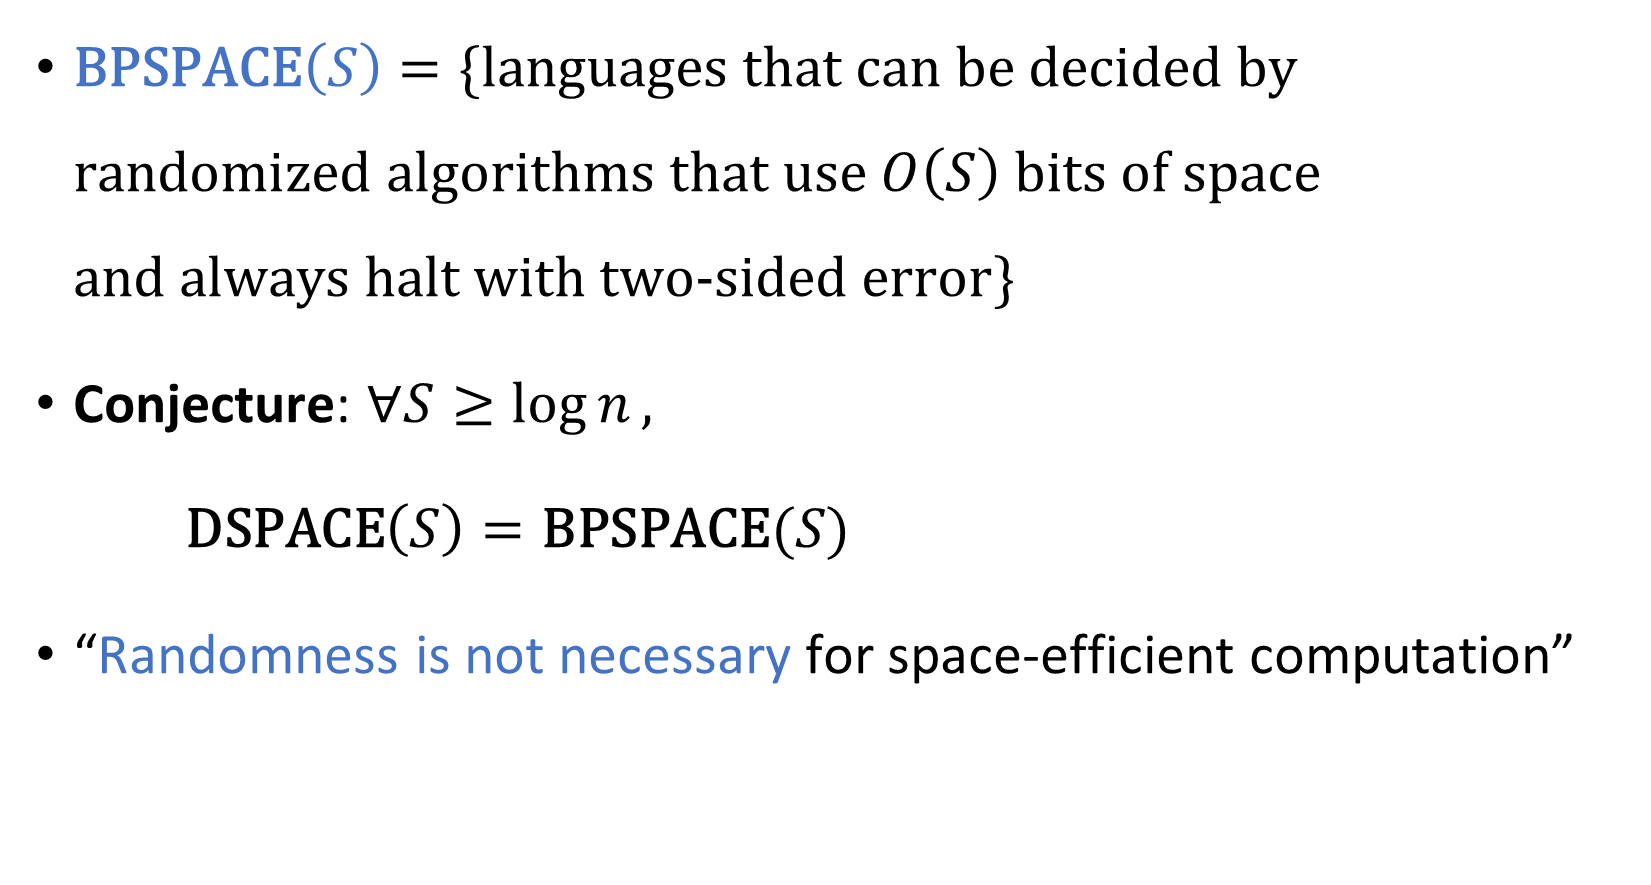 • BPSPACE(S) = {languages that can be decided by
randomized algorithms that use O(S) bits of space
and always halt with two-sided error}
• Conjecture: ∀S ≥ log n ,
DSPACE(S) = BPSPACE(S)
• “Randomness is not necessary for space-efficient computation”